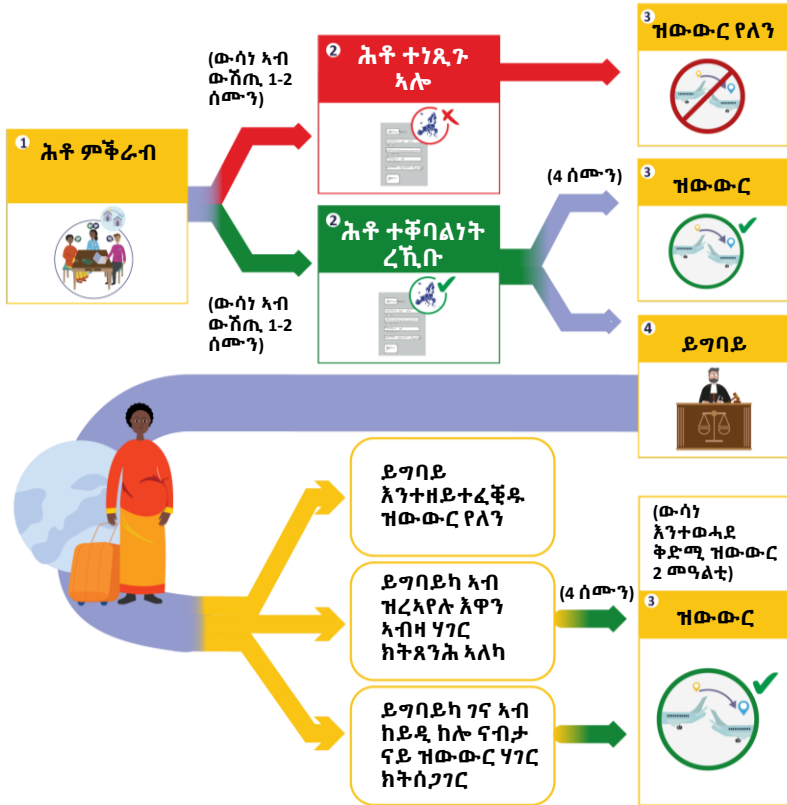 1
ሕቶ ምቕራብ
(ውሳነ ኣብ
ውሽጢ 1-2
ሰሙን)
2
ሕቶ ተነጺጉ
ኣሎ
3
ዝውውር የለን
(ውሳነ ኣብ
ውሽጢ 1-2
ሰሙን)
2
ሕቶ ተቐባልነት
ረኺቡ
(4 ሰሙን)
3
ዝውውር
4
ይግባይ
ይግባይ
እንተዘይተፈቒዱ
ዝውውር የለን
ይግባይካ ኣብ
ዝረኣየሉ እዋን
ኣብዛ ሃገር
ክትጸንሕ ኣለካ
(4 ሰሙን)
ይግባይካ ገና ኣብ
ከይዲ ከሎ ናብታ
ናይ ዝውውር ሃገር
ክትሰጋገር
(ውሳነ
እንተወሓደ
ቅድሚ ዝውውር
2 መዓልቲ)
3
ዝውውር